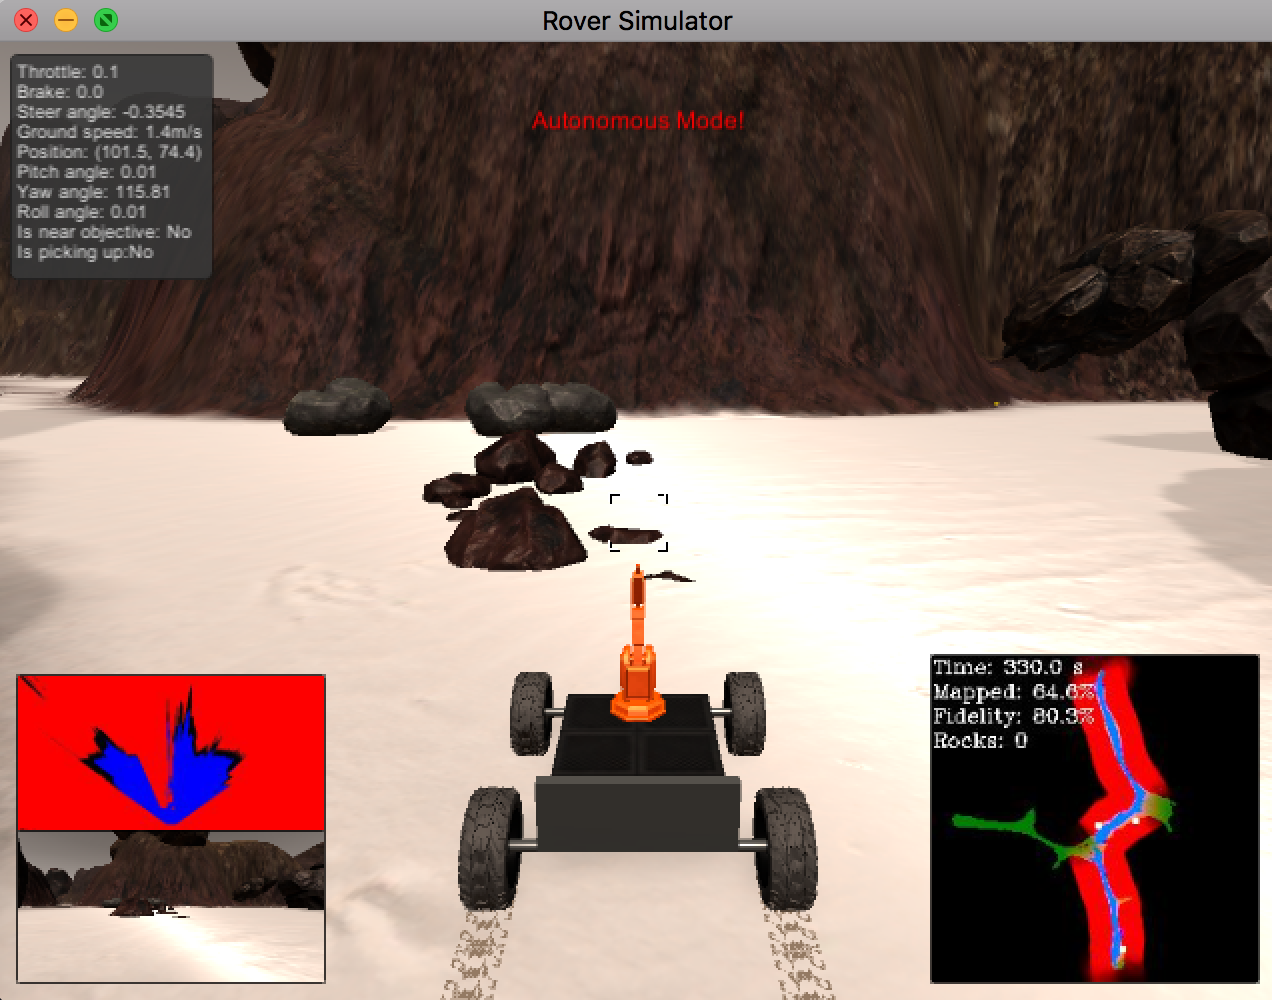 Rover Simulator
Throttle: 0.1
Brake: 0.0
Steer angle: -0.3545
Ground speed: 1.4m/s
Position: (101.5, 74.4)
Pitch angle: 0.01
Yaw angle: 115.81
Roll angle: 0.01
Is near objective: No
Is picking up:No
Autonomous Mode!
Time: 330.0 s
Mapped: 64.6%
Fidelity: 80.3%
Rocks: 0